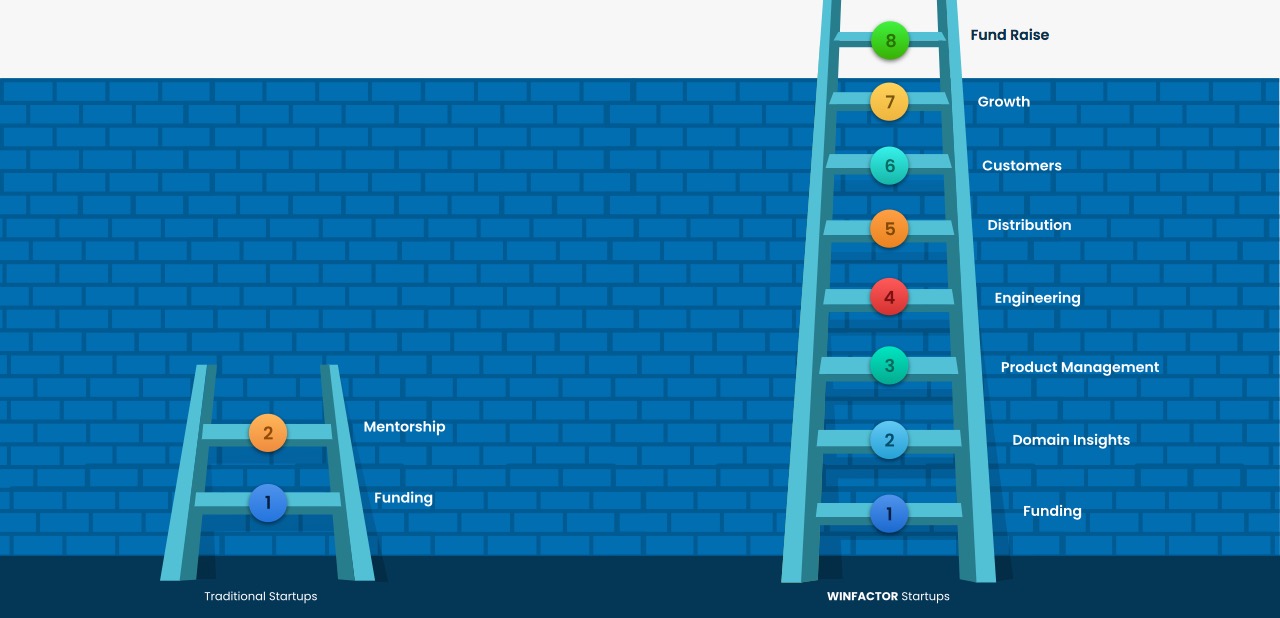 8
Fund Raise
7
Growth
6
Customers
5
Distribution
4
Engineering
3
Product Management
2
Mentorship
2
Domain Insights
1
Funding
1
Funding
Traditional Startups
WINFACTOR Startups